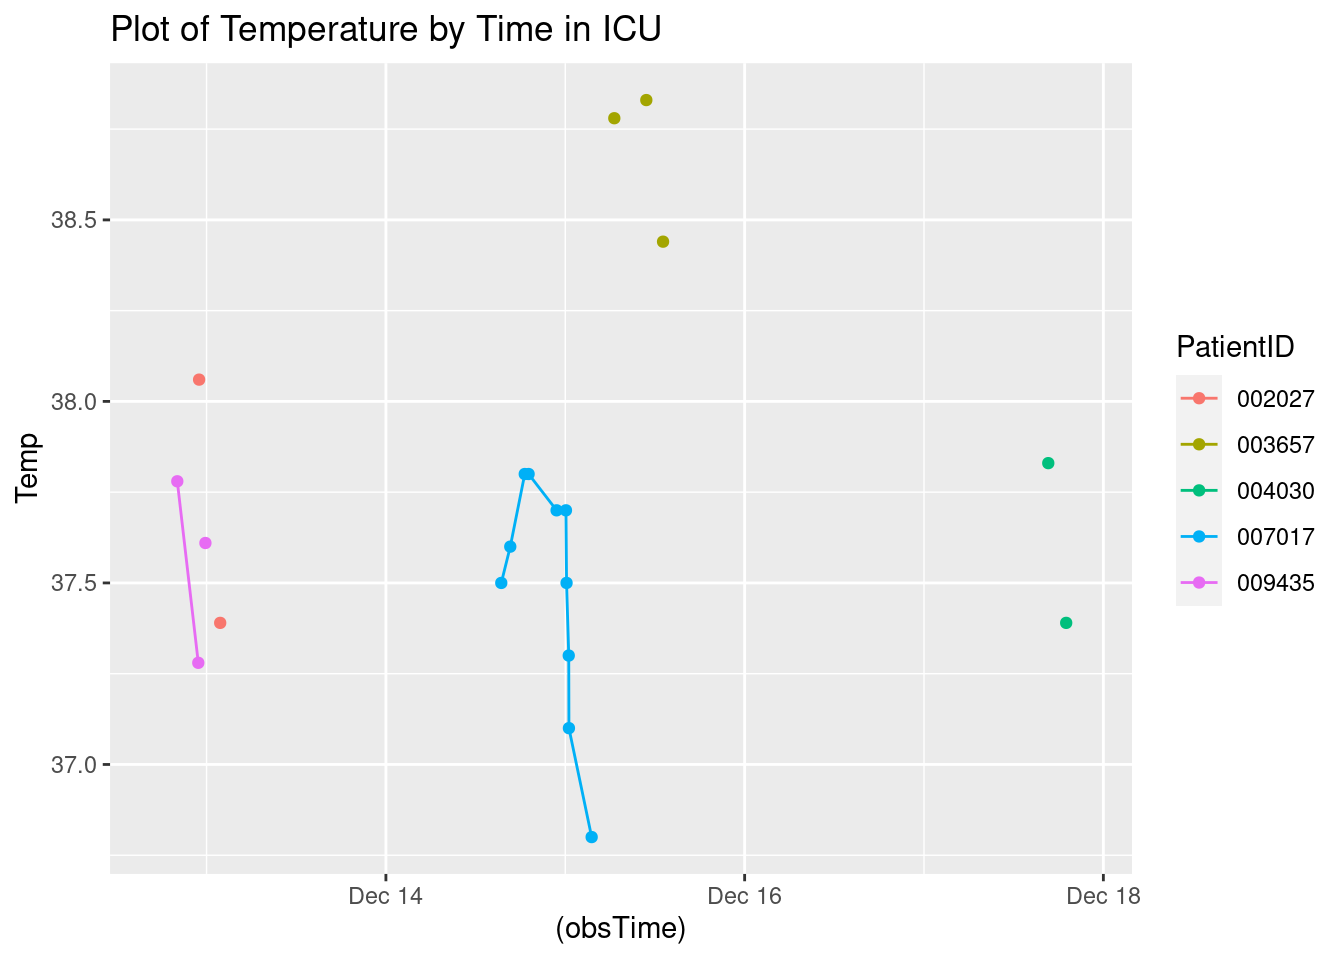 Plot of Temperature by Time in ICU
38.5
38.0
37.5
37.0
Temp
Dec 14
Dec 16
Dec 18
(obsTime)
PatientID
002027
003657
004030
007017
009435